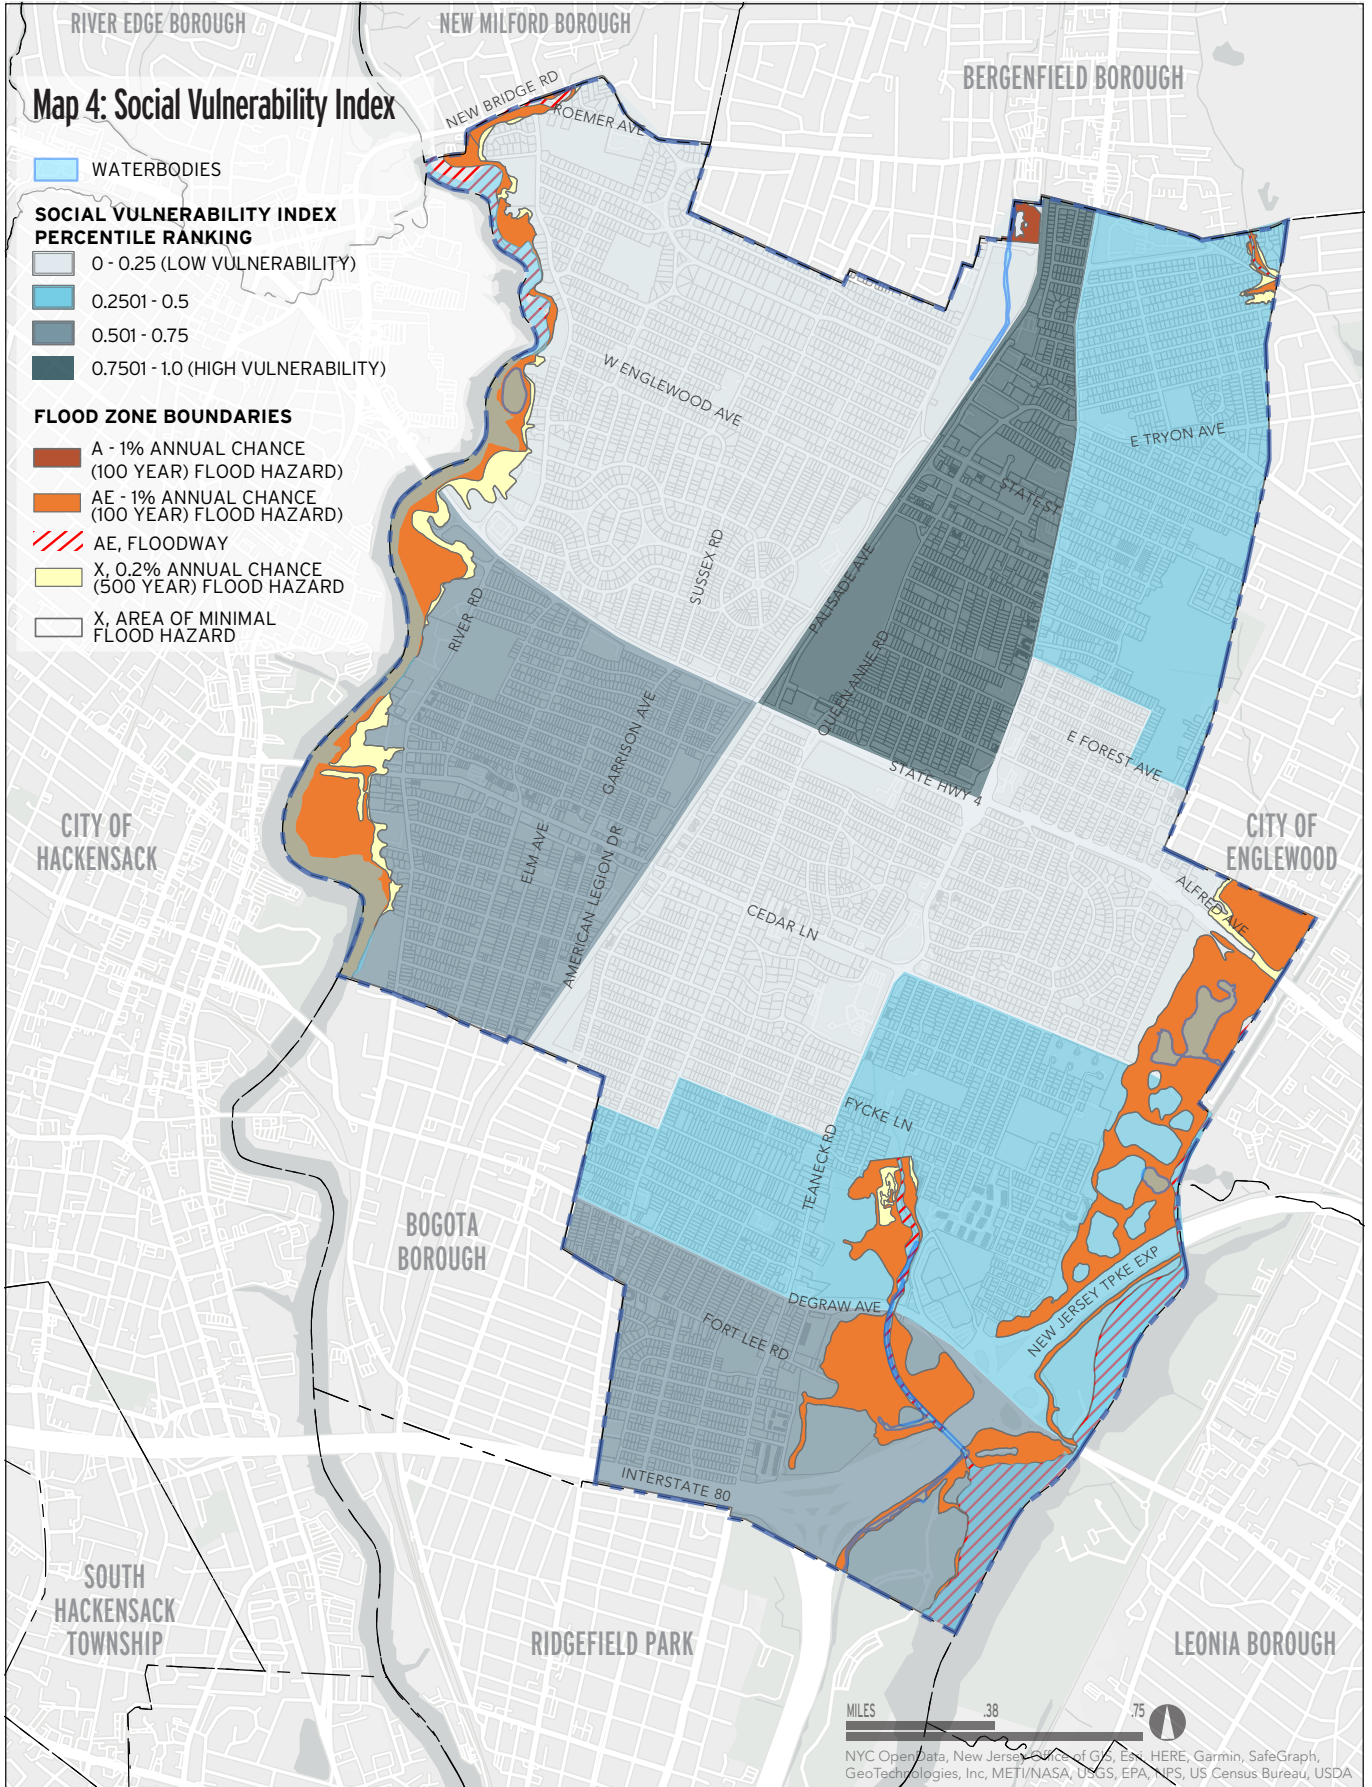 RIVER EDGE BOROUGH
NEW MILFORD BOROUGH
BERGENFIELD BOROUGH
Map 4: Social Vulnerability Index
WATERBODIES
SOCIAL VULNERABILITY INDEX
PERCENTILE RANKING
0 - 0.25 (LOW VULNERABILITY)
0.2501 - 0.5
0.501 - 0.75
0.7501 - 1.0 (HIGH VULNERABILITY)
FLOOD ZONE BOUNDARIES
A - 1% ANNUAL CHANCE
(100 YEAR) FLOOD HAZARD)
AE - 1% ANNUAL CHANCE
(100 YEAR) FLOOD HAZARD)
AE, FLOODWAY
X, 0.2% ANNUAL CHANCE
(500 YEAR) FLOOD HAZARD
X, AREA OF MINIMAL
FLOOD HAZARD
NEW BRIDGE RD
ROEMER AVE
W ENGLEWOOD AVE
E TRYON AVE
STATE ST
SUSSEX RD
PALISADE AVE
RIVER RD
QUEEN ANNE RD
GARRISON AVE
E FOREST AVE
STATE HWY 4
CITY OF
HACKENSACK
CITY OF
ENGLEWOOD
ELM AVE
AMERICAN LEGION DR
ALFRED AVE
CEDAR LN
FYCKE LN
TEANECK RD
BOGOTA
BOROUGH
NEW JERSEY TPKE EXP
DEGRAW AVE
FORT LEE RD
INTERSTATE 80
SOUTH
HACKENSACK
TOWNSHIP
RIDGEFIELD PARK
LEONIA BOROUGH
MILES .38 .75
NYC OpenData, New Jersey Office of GIS, Esri, HERE, Garmin, SafeGraph,
GeoTechnologies, Inc, METI/NASA, USGS, EPA, NPS, US Census Bureau, USDA